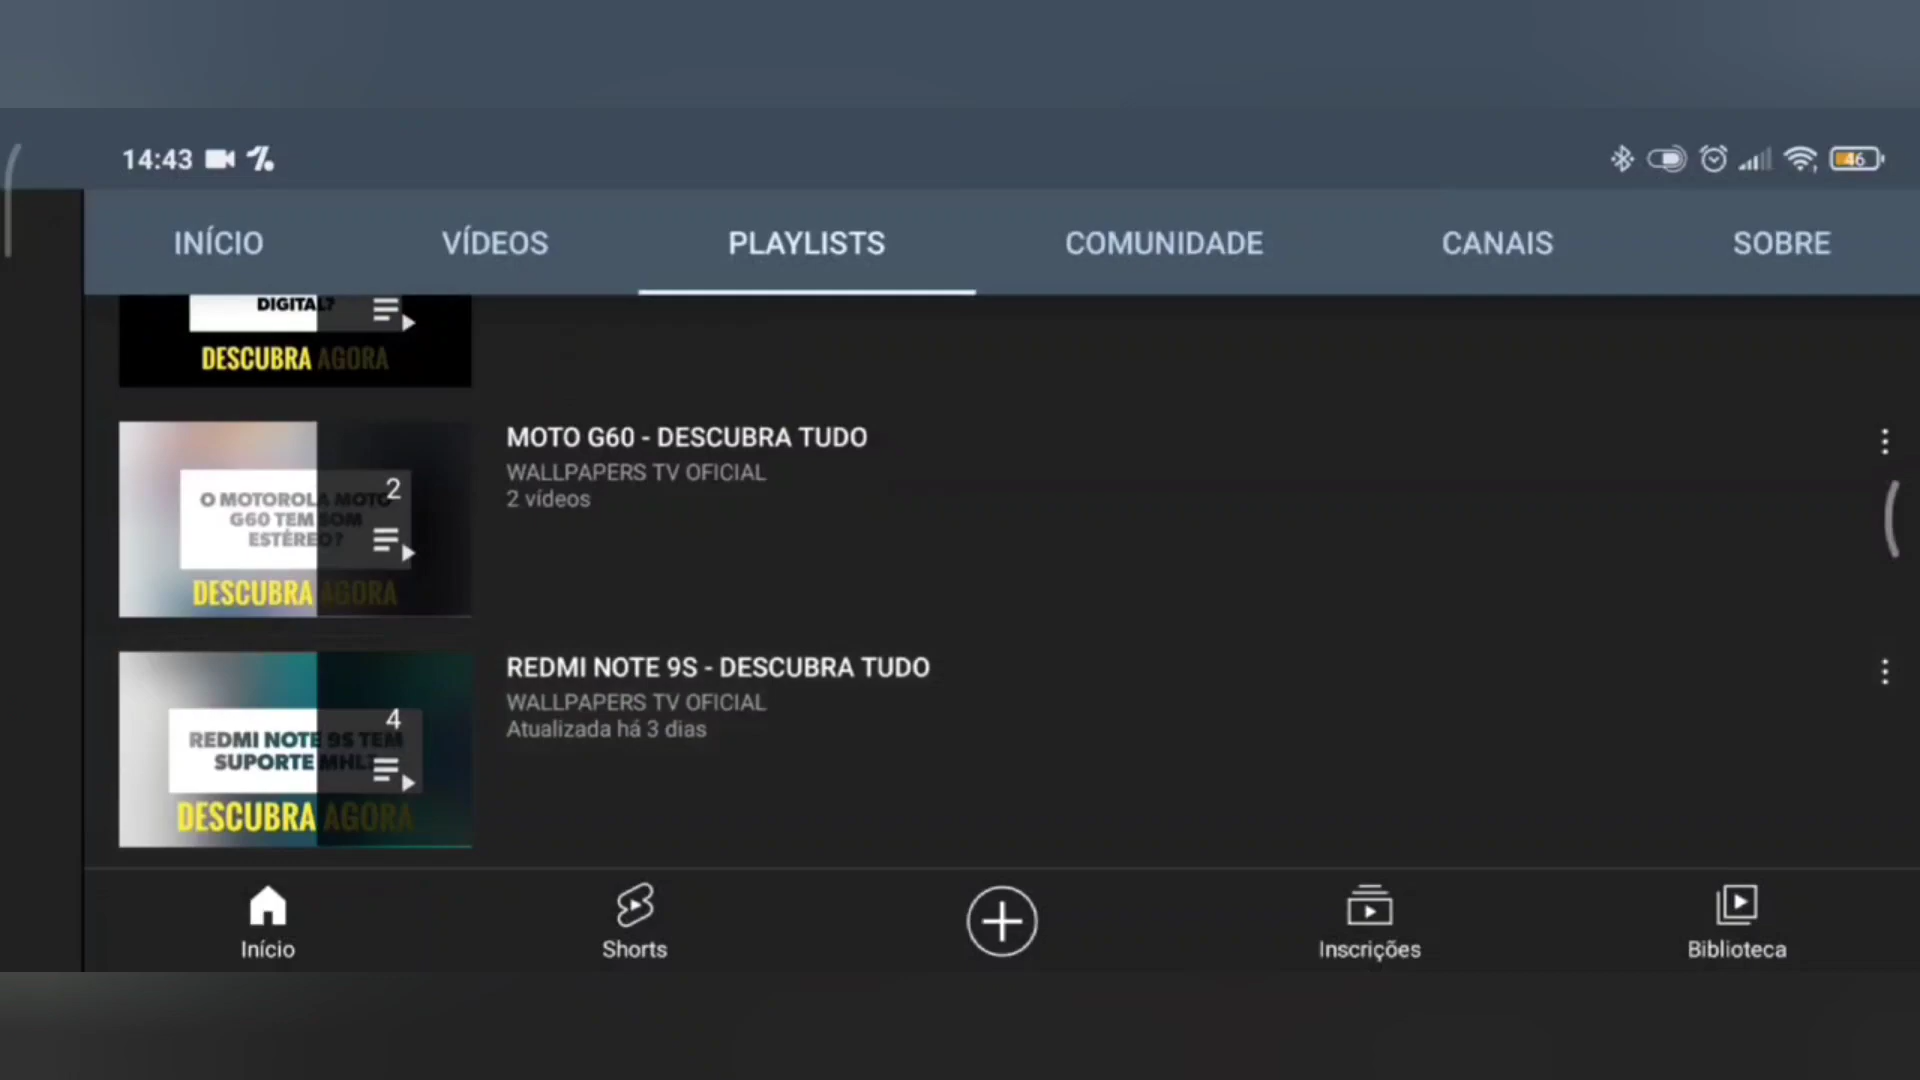 14:43
46
INÍCIO VÍDEOS PLAYLISTS COMUNIDADE CANAIS SOBRE
DIGITAL?
DESCUBRA AGORA
MOTO G60 - DESCUBRA TUDO
WALLPAPERS TV OFICIAL
2 vídeos
2
O MOTOROLA MOTO
G60 TEM SOM
ESTÉREO?
DESCUBRA AGORA
REDMI NOTE 9S - DESCUBRA TUDO
WALLPAPERS TV OFICIAL
Atualizada há 3 dias
4
REDMI NOTE 9S TEM
SUPORTE MHL?
DESCUBRA AGORA
Início Shorts Inscrições Biblioteca